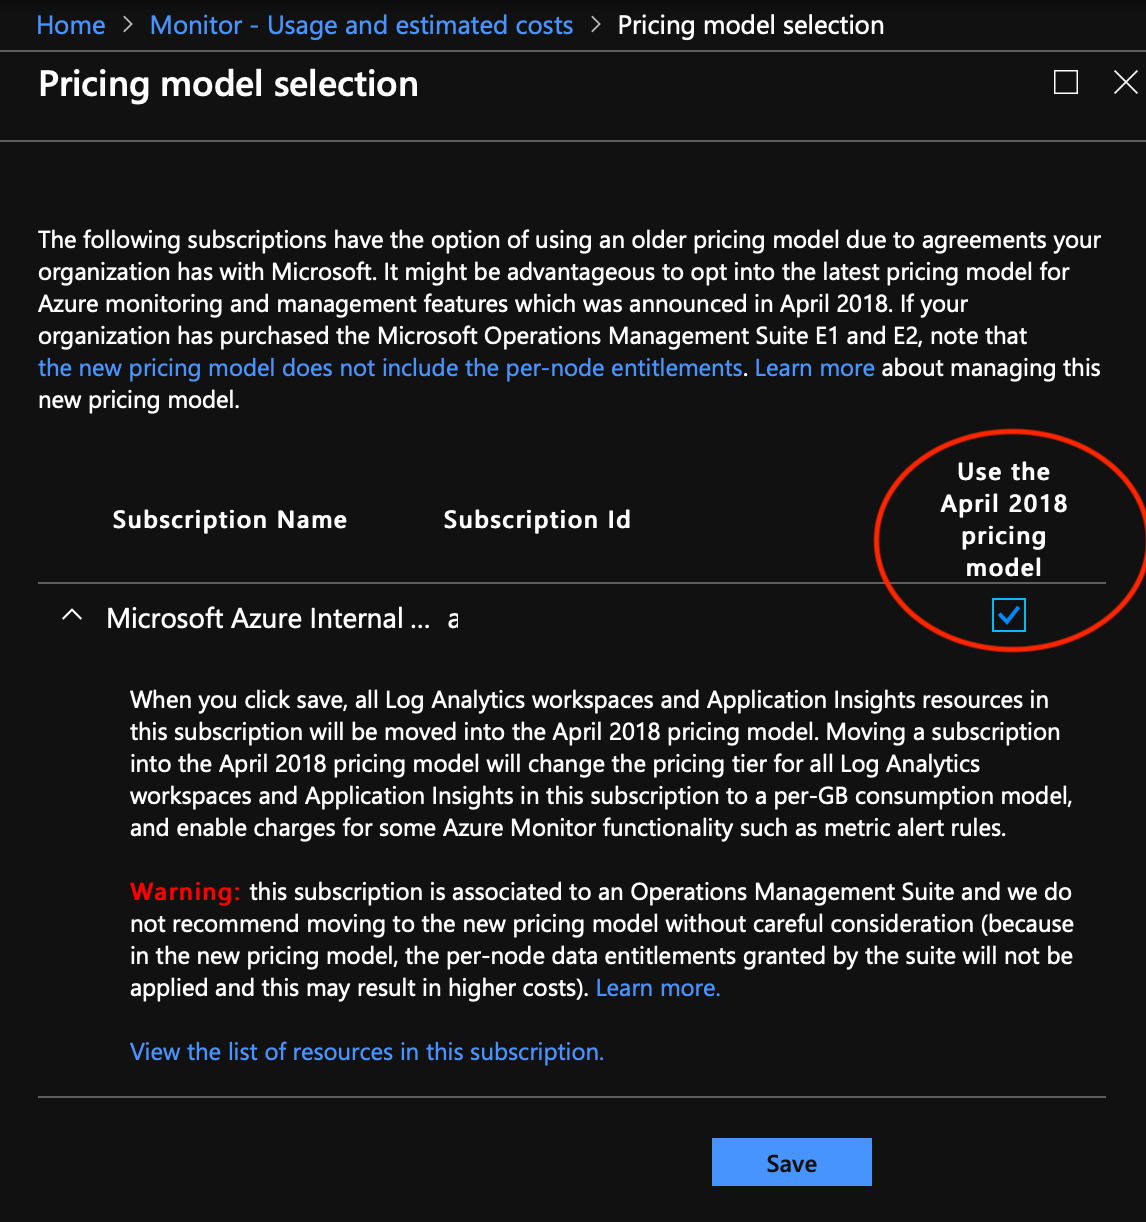 Home > Monitor - Usage and estimated costs > Pricing model selection
Pricing model selection
The following subscriptions have the option of using an older pricing model due to agreements your
organization has with Microsoft. It might be advantageous to opt into the latest pricing model for
Azure monitoring and management features which was announced in April 2018. If your
organization has purchased the Microsoft Operations Management Suite E1 and E2, note that
the new pricing model does not include the per-node entitlements. Learn more about managing this
new pricing model.
Subscription Name
Subscription Id
Use the
April 2018
pricing
model
Microsoft Azure Internal ... a
When you click save, all Log Analytics workspaces and Application Insights resources in
this subscription will be moved into the April 2018 pricing model. Moving a subscription
into the April 2018 pricing model will change the pricing tier for all Log Analytics
workspaces and Application Insights in this subscription to a per-GB consumption model,
and enable charges for some Azure Monitor functionality such as metric alert rules.
Warning: this subscription is associated to an Operations Management Suite and we do
not recommend moving to the new pricing model without careful consideration (because
in the new pricing model, the per-node data entitlements granted by the suite will not be
applied and this may result in higher costs). Learn more.
View the list of resources in this subscription.
Save